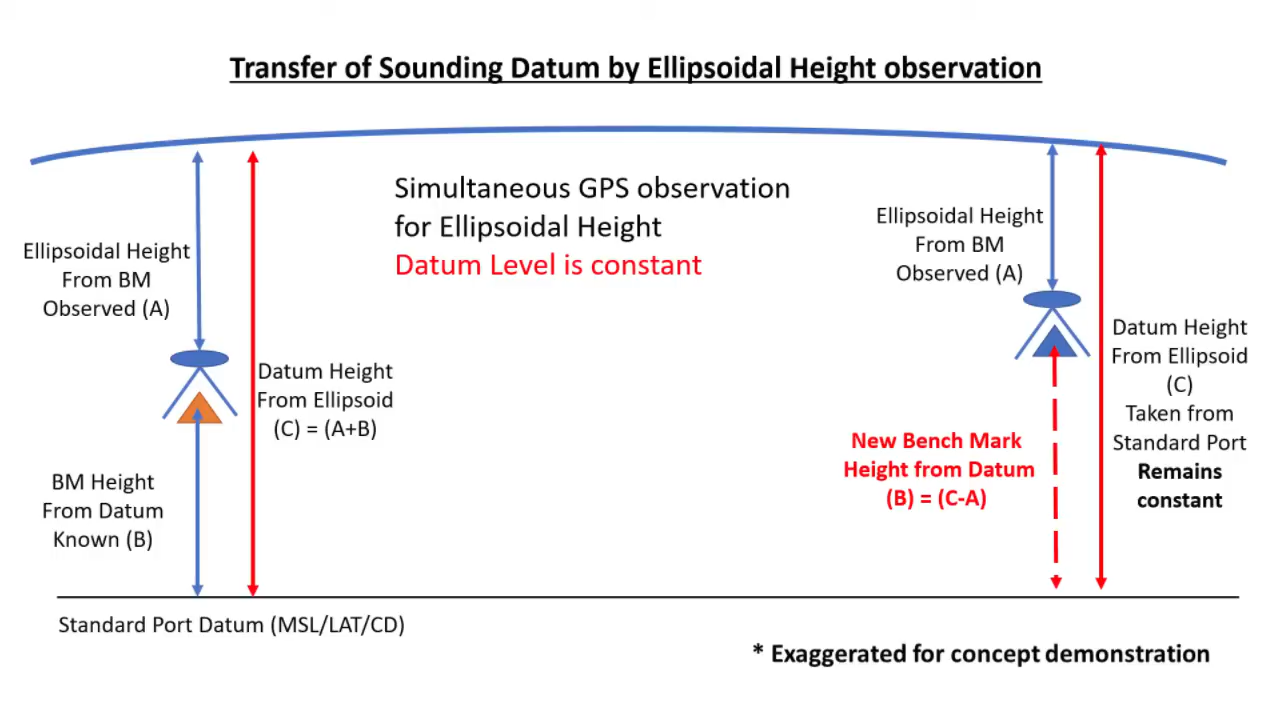 Transfer of Sounding Datum by Ellipsoidal Height observation
Simultaneous GPS observation
for Ellipsoidal Height
Datum Level is constant
Ellipsoidal Height
From BM
Observed (A)
Datum Height
From Ellipsoid
(C) = (A+B)
BM Height
From Datum
Known (B)
Ellipsoidal Height
From BM
Observed (A)
Datum Height
From Ellipsoid
(C)
Taken from
Standard Port
Remains
constant
New Bench Mark
Height from Datum
(B) = (C-A)
Standard Port Datum (MSL/LAT/CD)
* Exaggerated for concept demonstration